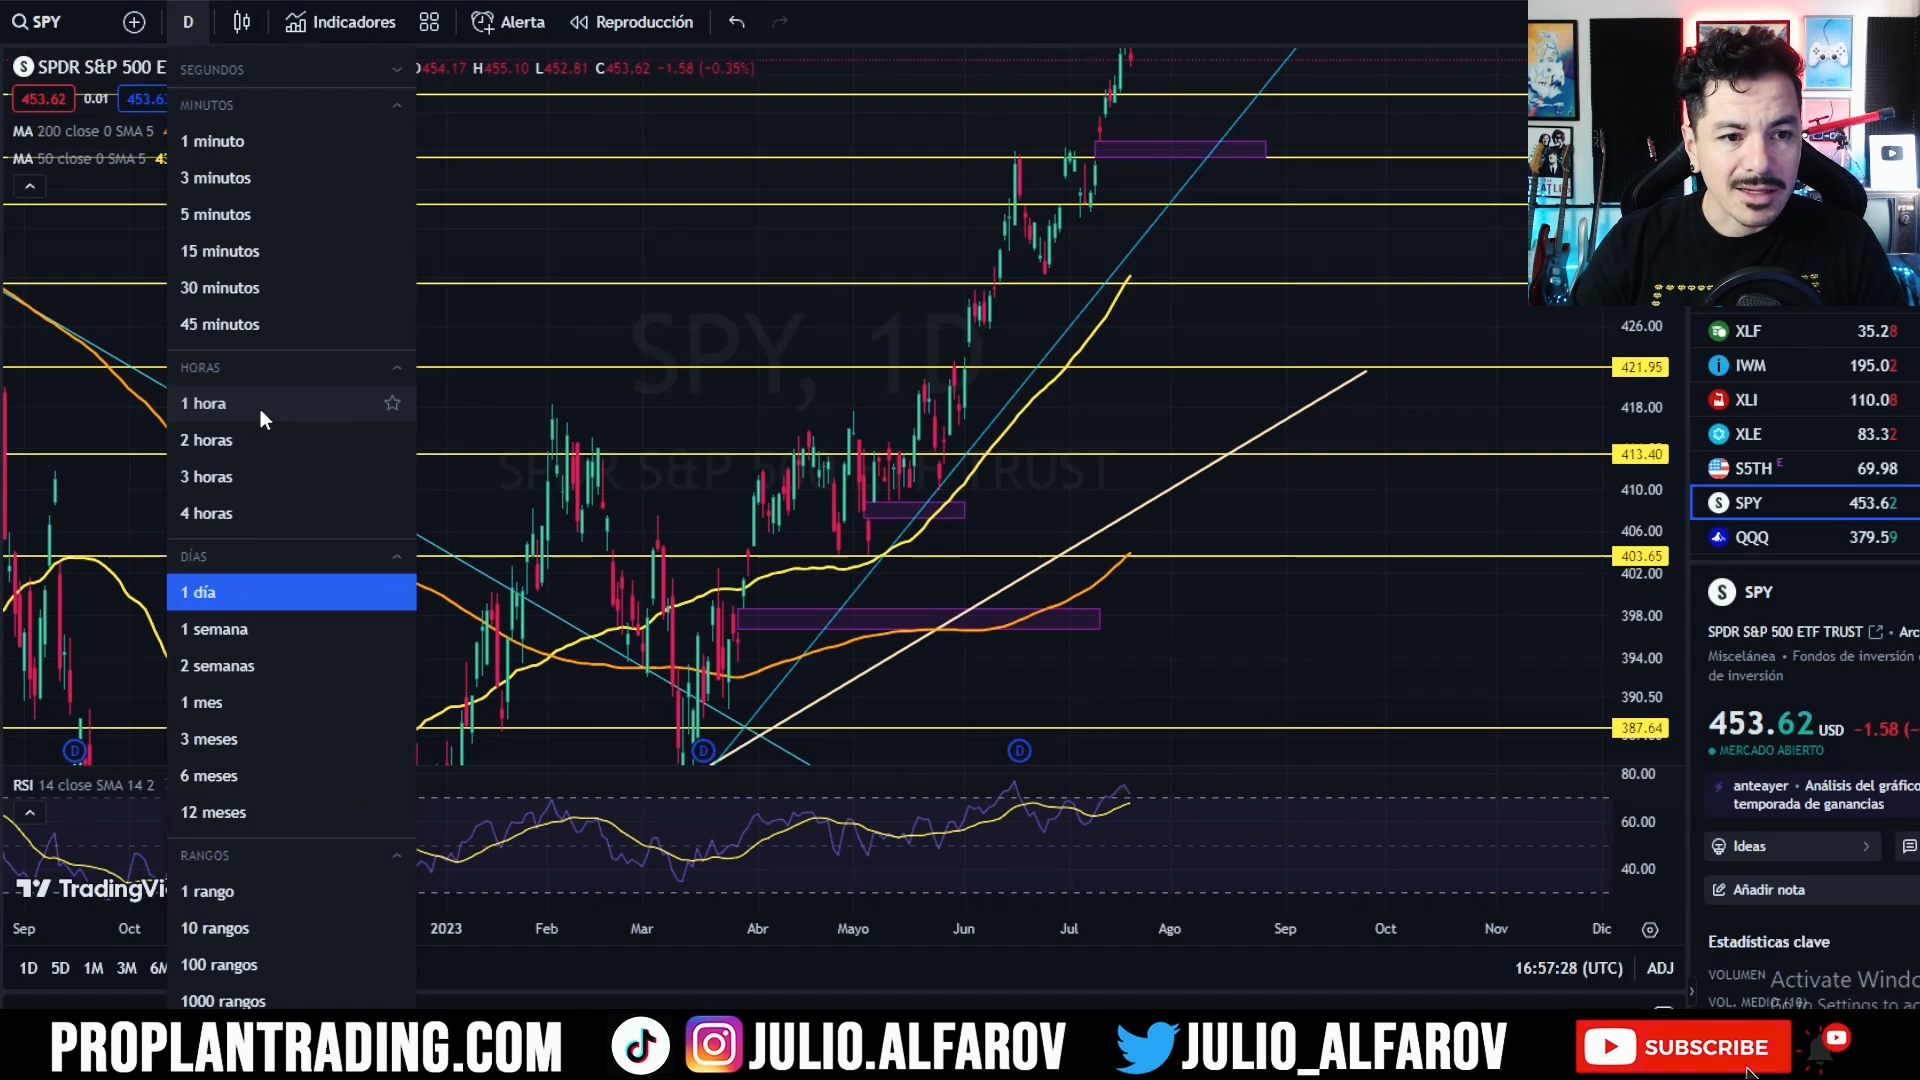 SPY
D
Indicadores
Alerta
Reproducción
SPDR S&P 500 E
454.17 H455.10 L452.81 C453.62 −1.58 (−0.35%)
453.62
0.01
MA 200 close 0 SMA 5
MA 50 close 0 SMA 5
SEGUNDOS
MINUTOS
1 minuto
3 minutos
5 minutos
15 minutos
30 minutos
45 minutos
HORAS
1 hora
2 horas
3 horas
4 horas
DÍAS
1 día
1 semana
2 semanas
1 mes
3 meses
6 meses
12 meses
RANGOS
1 rango
10 rangos
100 rangos
1000 rangos
SPY, 1D
SPDR S&P 500 ETF TRUST
426.00
421.95
418.00
413.40
410.00
406.00
403.65
402.00
398.00
394.00
390.50
387.64
D
D
D
RSI 14 close SMA 14 2
80.00
60.00
40.00
TradingVi
Sep
Oct
2023
Feb
Mar
Abr
Mayo
Jun
Jul
Ago
Sep
Oct
Nov
Dic
1D 5D 1M 3M 6M
16:57:28 (UTC)
ADJ
XLF 35.28
IWM 195.02
XLI 110.08
XLE 83.32
S5TH E 69.98
SPY 453.62
QQQ 379.59
SPY
SPDR S&P 500 ETF TRUST • Arc
Miscelánea • Fondos de inversión
de inversión
453.62 USD −1.58 (−
MERCADO ABIERTO
anteayer • Análisis del gráfico
temporada de ganancias
Ideas
Añadir nota
Estadísticas clave
VOLUMEN
Activate Windo
VOL. MEDIO (10)
Go to Settings to ac
PROPLANTRADING.COM
JULIO.ALFAROV
JULIO_ALFAROV
SUBSCRIBE